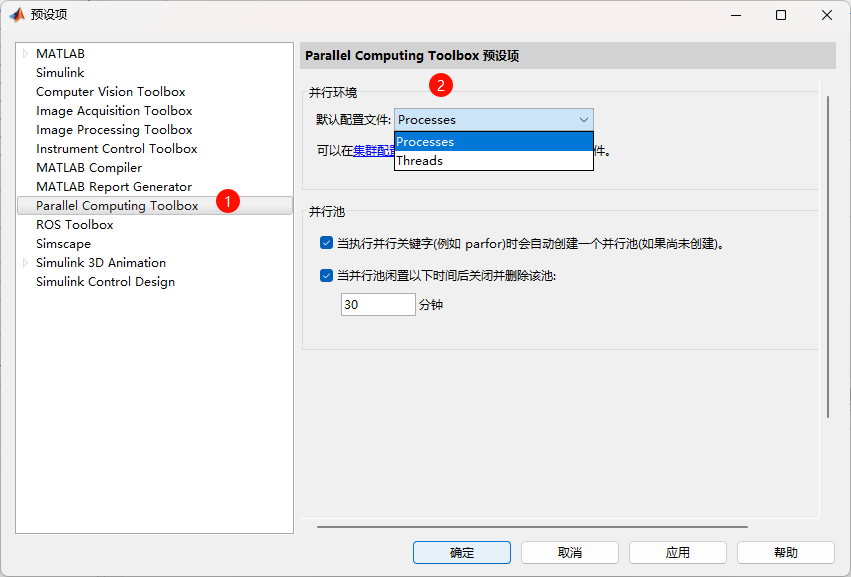 预设项
MATLAB
Simulink
Computer Vision Toolbox
Image Acquisition Toolbox
Image Processing Toolbox
Instrument Control Toolbox
MATLAB Compiler
MATLAB Report Generator
Parallel Computing Toolbox
1
ROS Toolbox
Simscape
Simulink 3D Animation
Simulink Control Design
Parallel Computing Toolbox 预设项
2
并行环境
默认配置文件: Processes
Processes
Threads
可以在集群配 件。
并行池
当执行并行关键字(例如 parfor)时会自动创建一个并行池(如果尚未创建)。
当并行池闲置以下时间后关闭并删除该池:
30 分钟
确定
取消
应用
帮助